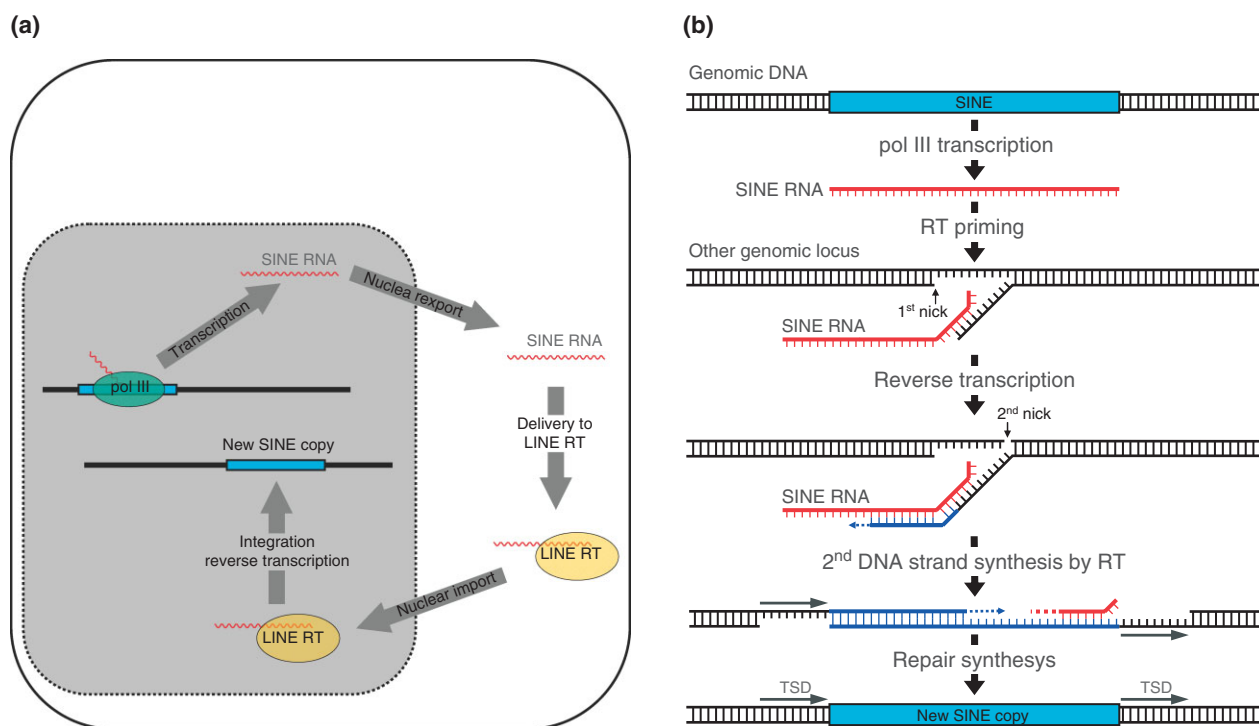 (a)
SINE RNA
Transcription
Nuclea rexport
pol III
SINE RNA
New SINE copy
Delivery to
LINE RT
Integration
reverse transcription
LINE RT
Nuclear import
LINE RT
(b)
Genomic DNA
SINE
pol III transcription
SINE RNA
RT priming
Other genomic locus
1st nick
SINE RNA
Reverse transcription
2nd nick
SINE RNA
2nd DNA strand synthesis by RT
Repair synthesys
TSD
TSD
New SINE copy